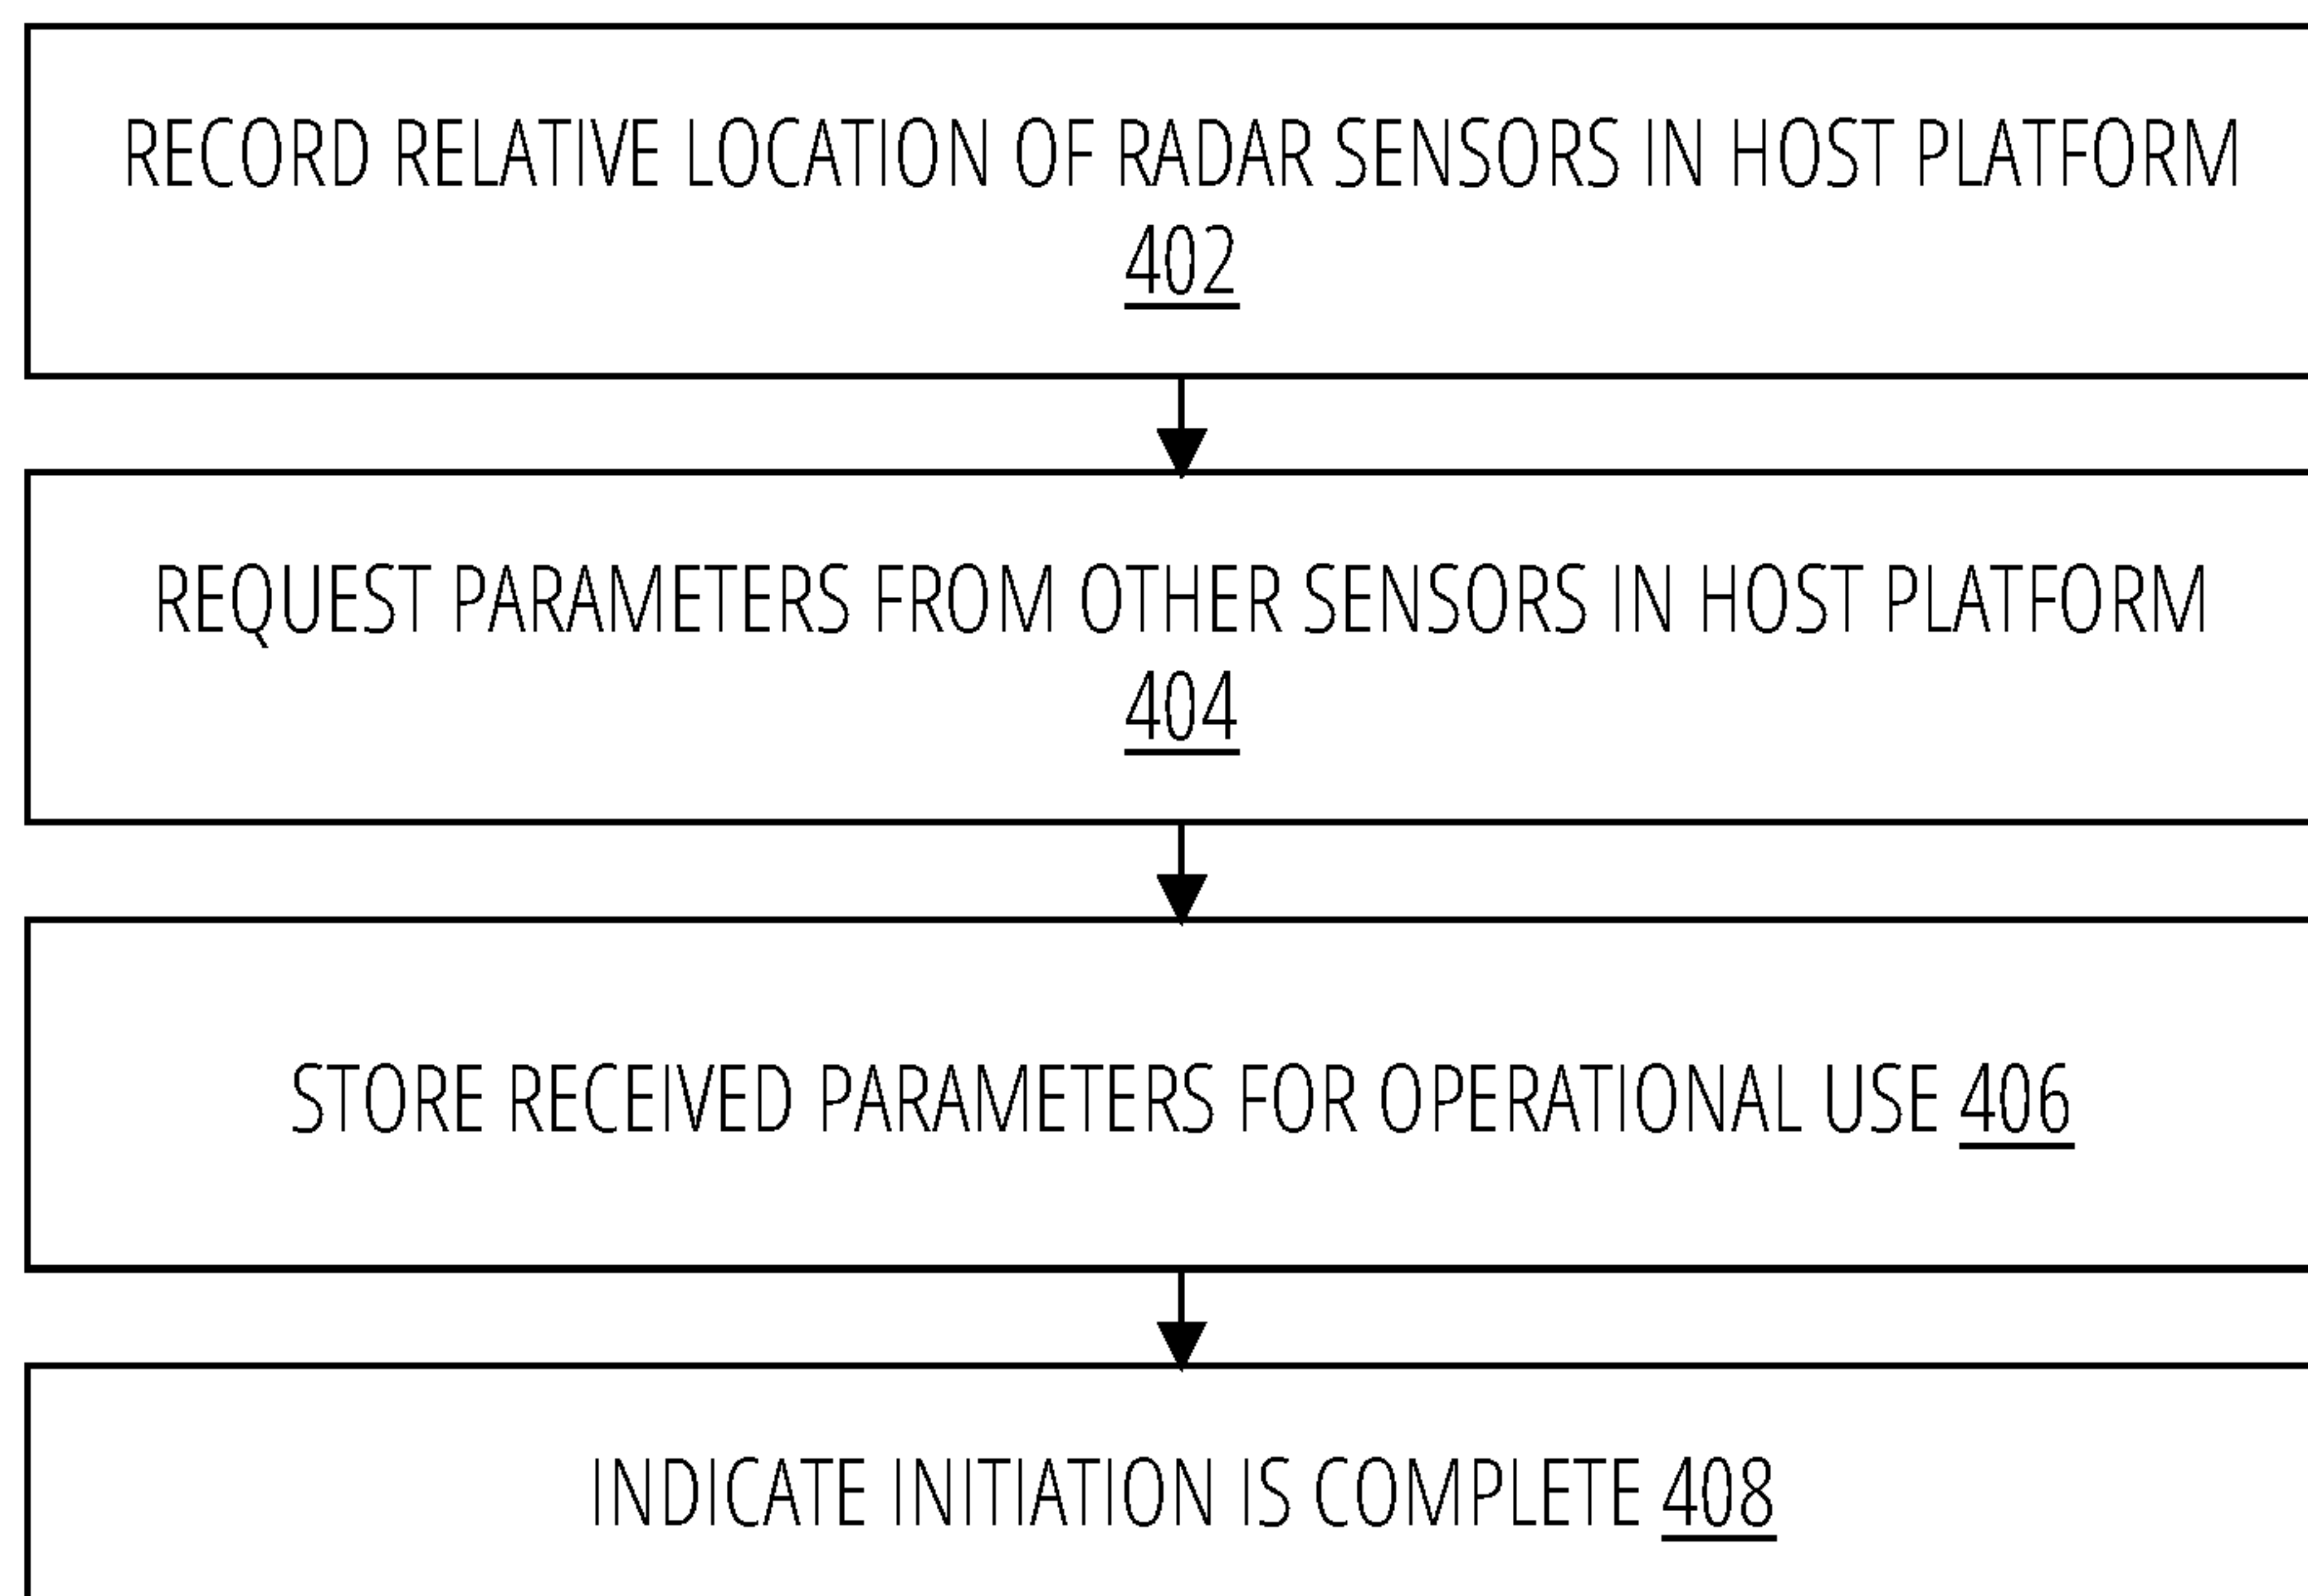 RECORD RELATIVE LOCATION OF RADAR SENSORS IN HOST PLATFORM
402
REQUEST PARAMETERS FROM OTHER SENSORS IN HOST PLATFORM
404
STORE RECEIVED PARAMETERS FOR OPERATIONAL USE 406
INDICATE INITIATION IS COMPLETE 408